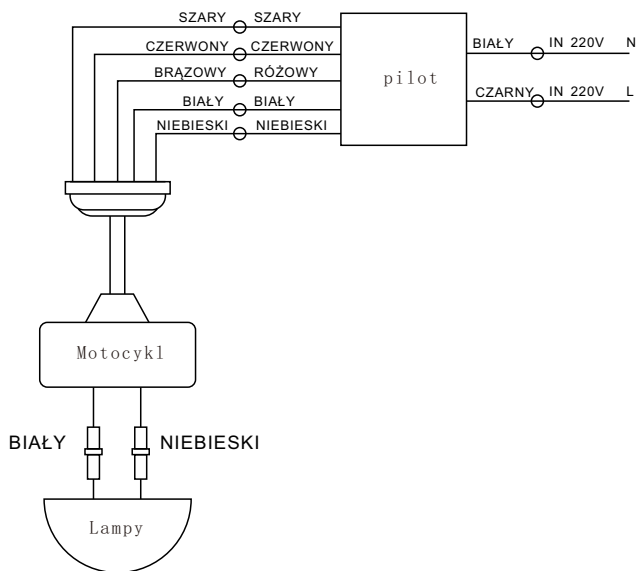 SZARY SZARY
CZERWONY CZERWONY
BIAŁY IN 220V N
BRĄZOWY RÓŻOWY
pilot
CZARNY IN 220V L
BIAŁY BIAŁY
NIEBIESKI NIEBIESKI
Motocykl
BIAŁY NIEBIESKI
Lampy